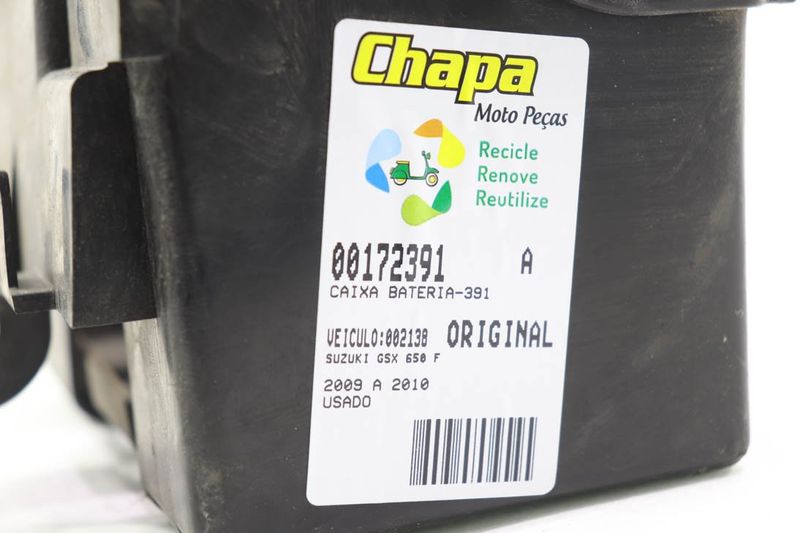 Chapa
Moto Peças
Recicle
Renove
Reutilize
00172391 A
CAIXA BATERIA-391
VEICULO:002138 ORIGINAL
SUZUKI GSX 650 F
2009 A 2010
USADO